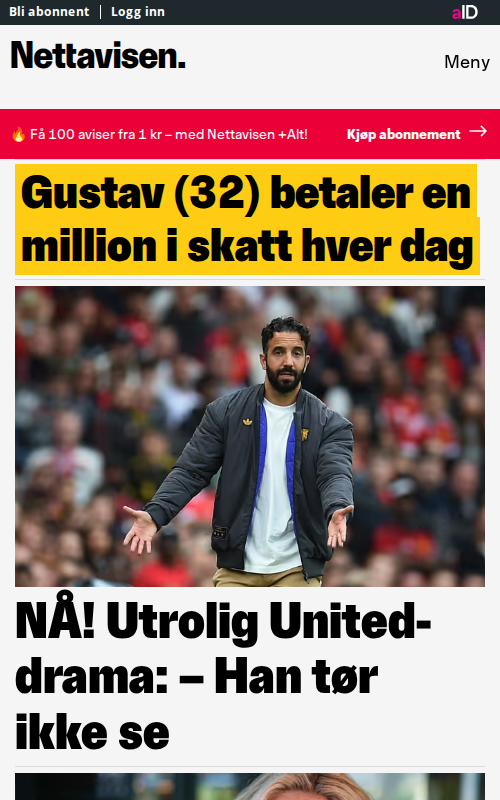 Bli abonnent | Logg inn
aID
Nettavisen.
Meny
🔥 Få 100 aviser fra 1 kr – med Nettavisen +Alt!
Kjøp abonnement →
Gustav (32) betaler en
million i skatt hver dag
NÅ! Utrolig United-
drama: – Han tør
ikke se